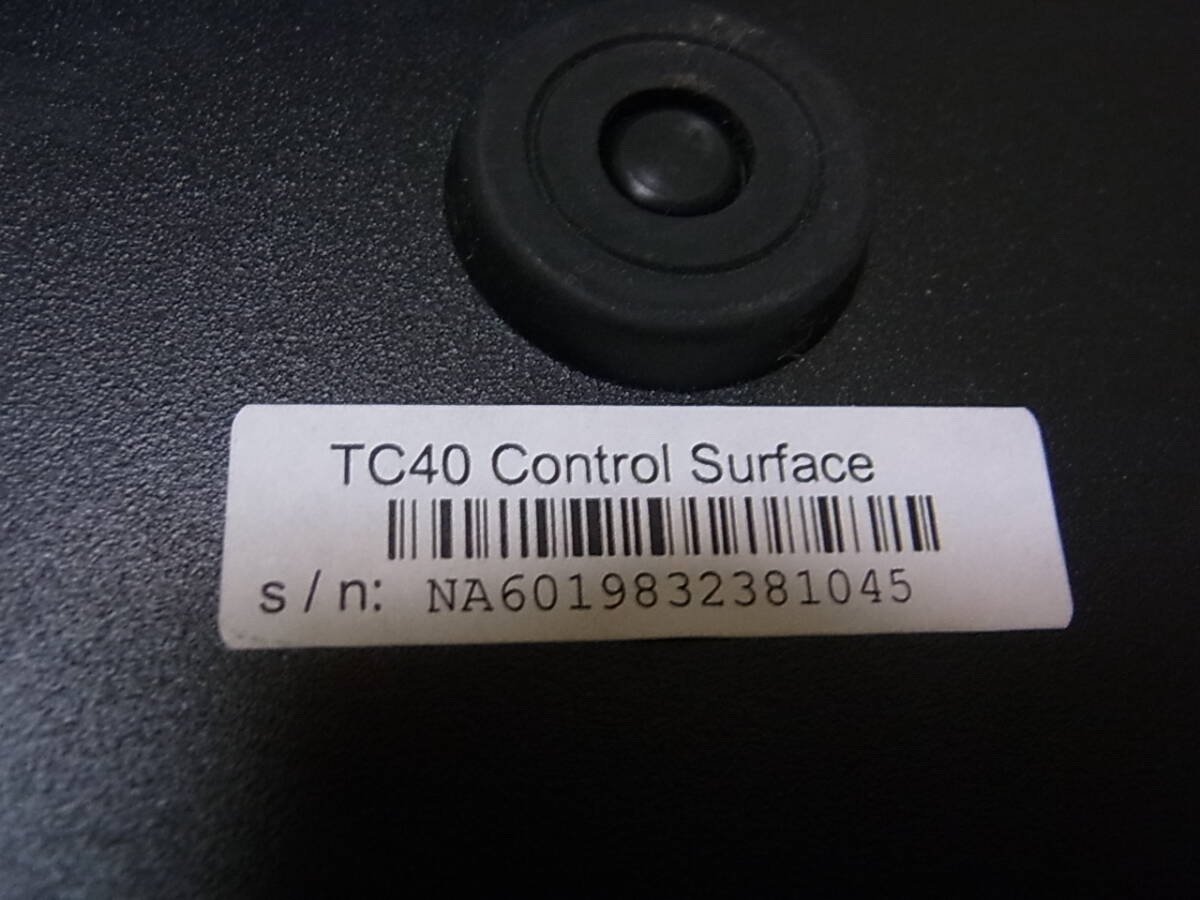 TC40 Control Surface
s / n: NA6019832381045